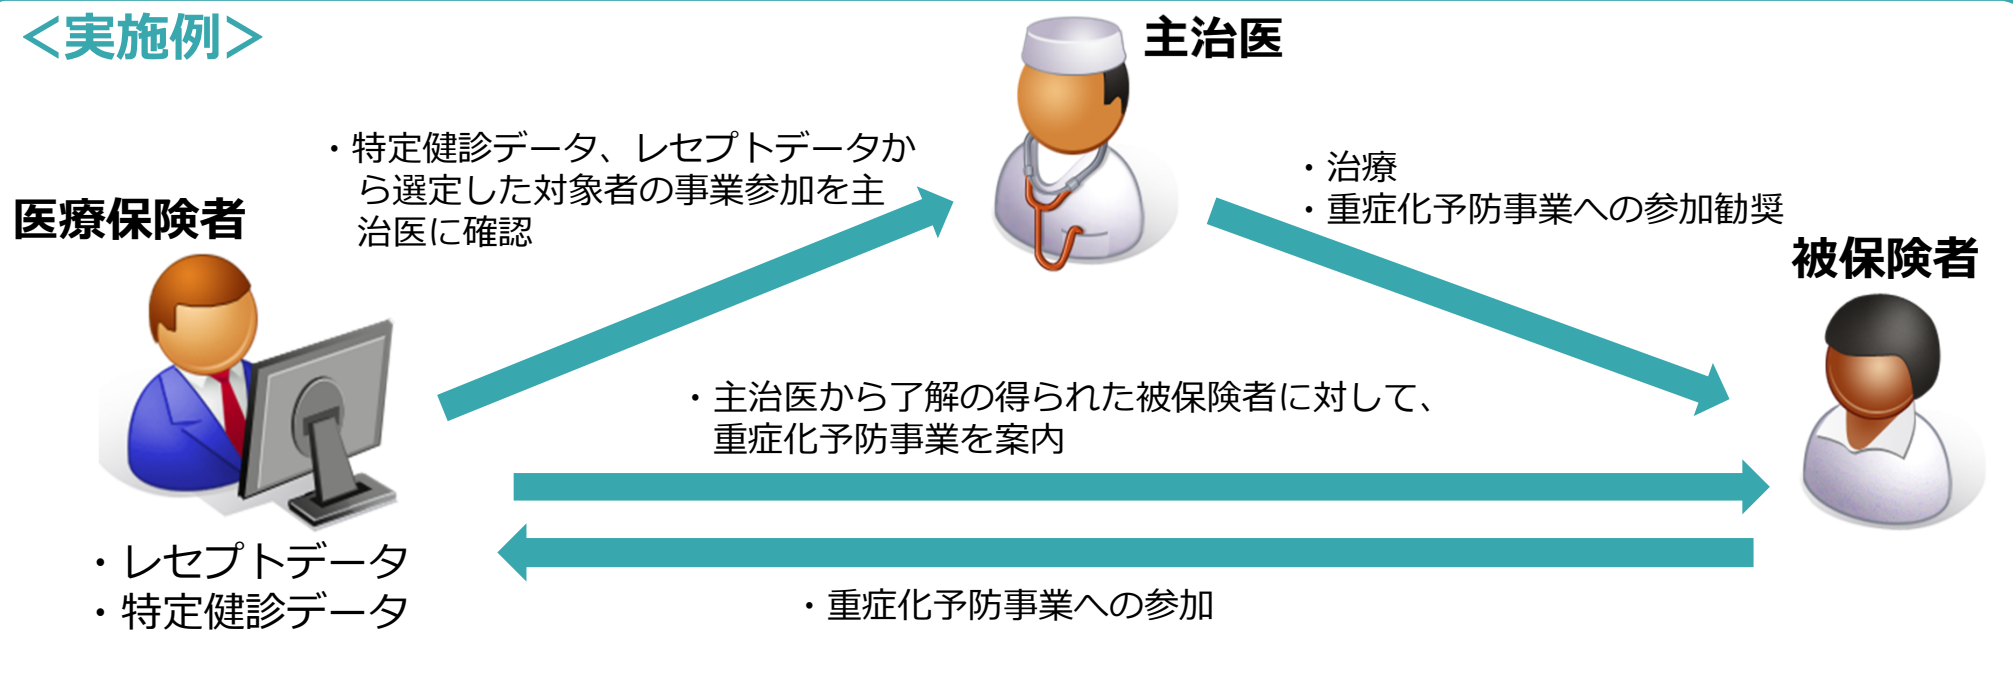 ＜実施例＞
主治医
・特定健診データ、レセプトデータか
ら選定した対象者の事業参加を主
治医に確認
・治療
・重症化予防事業への参加勧奨
医療保険者
被保険者
・主治医から了解の得られた被保険者に対して、
重症化予防事業を案内
・レセプトデータ
・特定健診データ
・重症化予防事業への参加